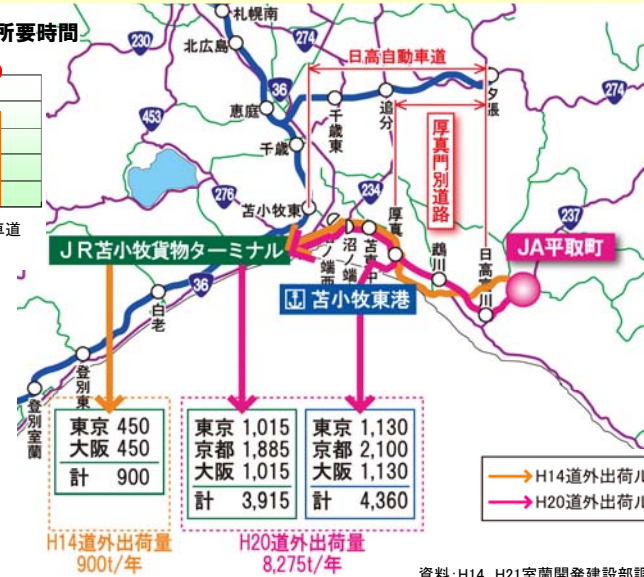 所要時間
札幌南
230
北広島
274
36
日高自動車道
夕張
274
453
恵庭
千歳東
追分
厚真門別道路
千歳
276
苫小牧東
234
厚真
237
JR苫小牧貨物ターミナル
沼ノ端西
沼ノ端
苫東中
鵡川
日高富川
JA平取町
36
苫小牧東港
白老
登別東
登別室蘭
車道
東京 450
大阪 450
計 900
東京 1,015
京都 1,885
大阪 1,015
計 3,915
東京 1,130
京都 2,100
大阪 1,130
計 4,360
H14道外出荷ル
H20道外出荷ル
H14道外出荷量
900t/年
H20道外出荷量
8,275t/年
資料:H14、H21室蘭開発建設部調